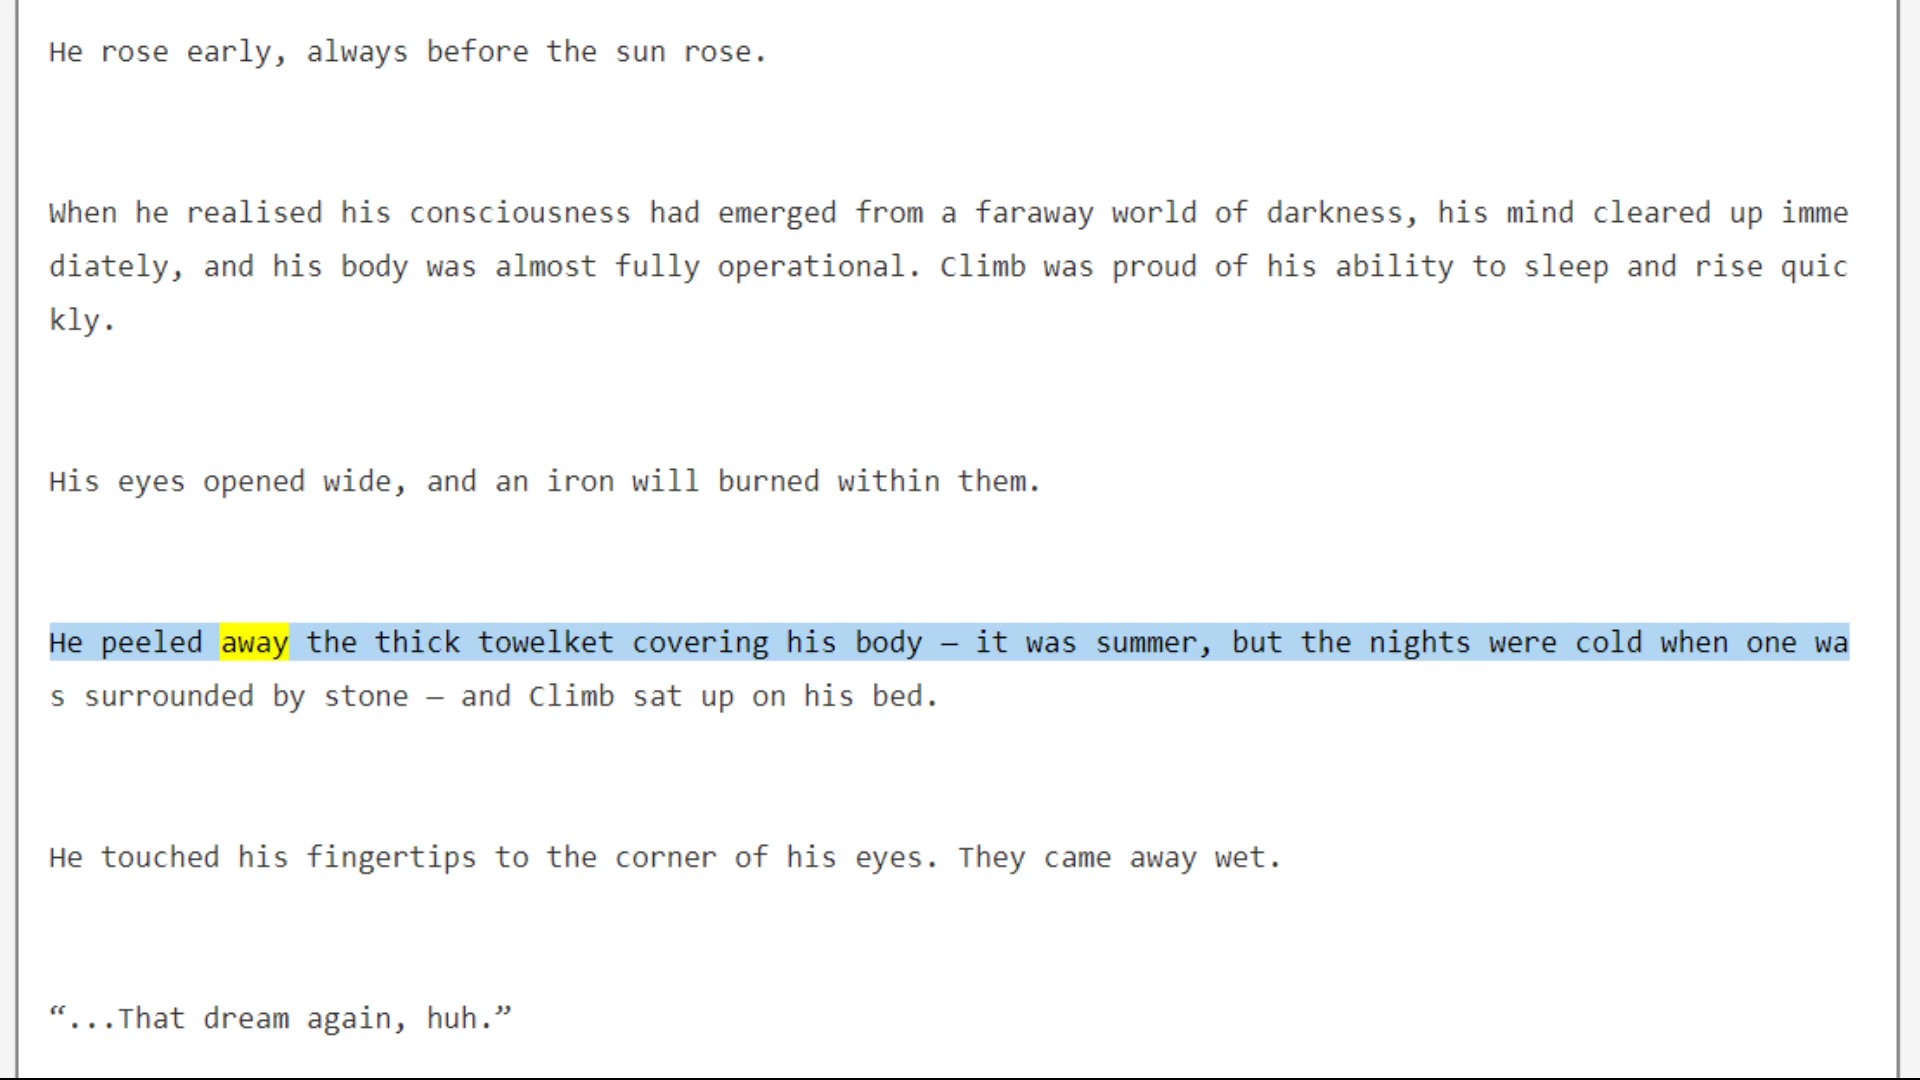 He rose early, always before the sun rose.
When he realised his consciousness had emerged from a faraway world of darkness, his mind cleared up imme
diately, and his body was almost fully operational. Climb was proud of his ability to sleep and rise quic
kly.
His eyes opened wide, and an iron will burned within them.
He peeled away the thick towelket covering his body – it was summer, but the nights were cold when one wa
s surrounded by stone – and Climb sat up on his bed.
He touched his fingertips to the corner of his eyes. They came away wet.
“...That dream again, huh.”